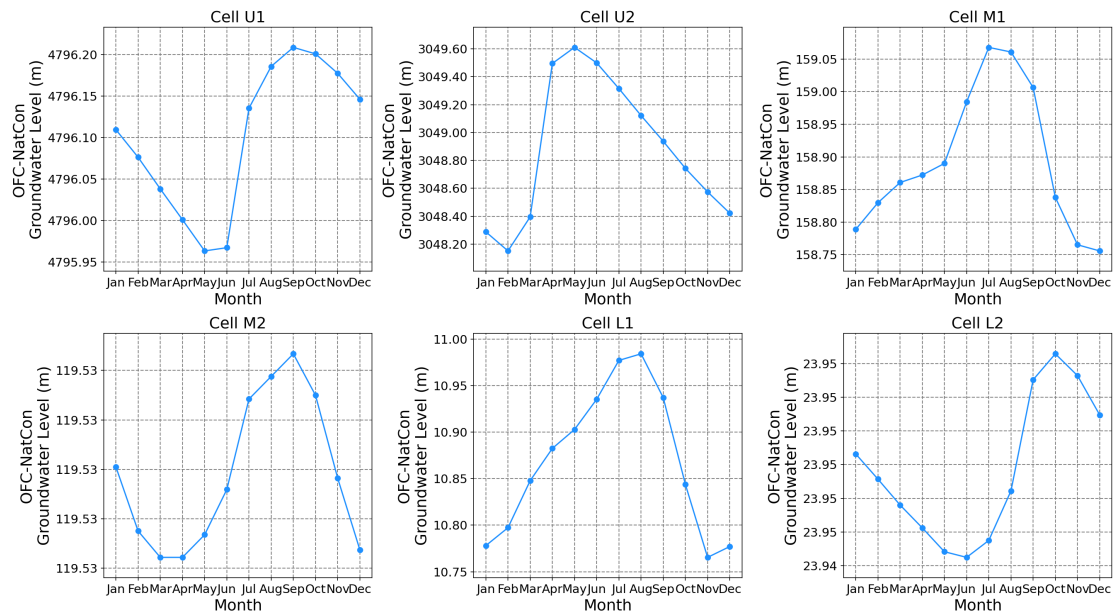 Cell U1
OFC-NatCon
Groundwater Level (m)
4796.20
4796.15
4796.10
4796.05
4796.00
4795.95
Jan Feb Mar Apr May Jun Jul Aug Sep Oct Nov Dec
Month
Cell U2
OFC-NatCon
Groundwater Level (m)
3049.60
3049.40
3049.20
3049.00
3048.80
3048.60
3048.40
3048.20
Jan Feb Mar Apr May Jun Jul Aug Sep Oct Nov Dec
Month
Cell M1
OFC-NatCon
Groundwater Level (m)
159.05
159.00
158.95
158.90
158.85
158.80
158.75
Jan Feb Mar Apr May Jun Jul Aug Sep Oct Nov Dec
Month
Cell M2
OFC-NatCon
Groundwater Level (m)
119.53
119.53
119.53
119.53
119.53
Jan Feb Mar Apr May Jun Jul Aug Sep Oct Nov Dec
Month
Cell L1
OFC-NatCon
Groundwater Level (m)
11.00
10.95
10.90
10.85
10.80
10.75
Jan Feb Mar Apr May Jun Jul Aug Sep Oct Nov Dec
Month
Cell L2
OFC-NatCon
Groundwater Level (m)
23.95
23.95
23.95
23.95
23.95
23.95
23.94
Jan Feb Mar Apr May Jun Jul Aug Sep Oct Nov Dec
Month